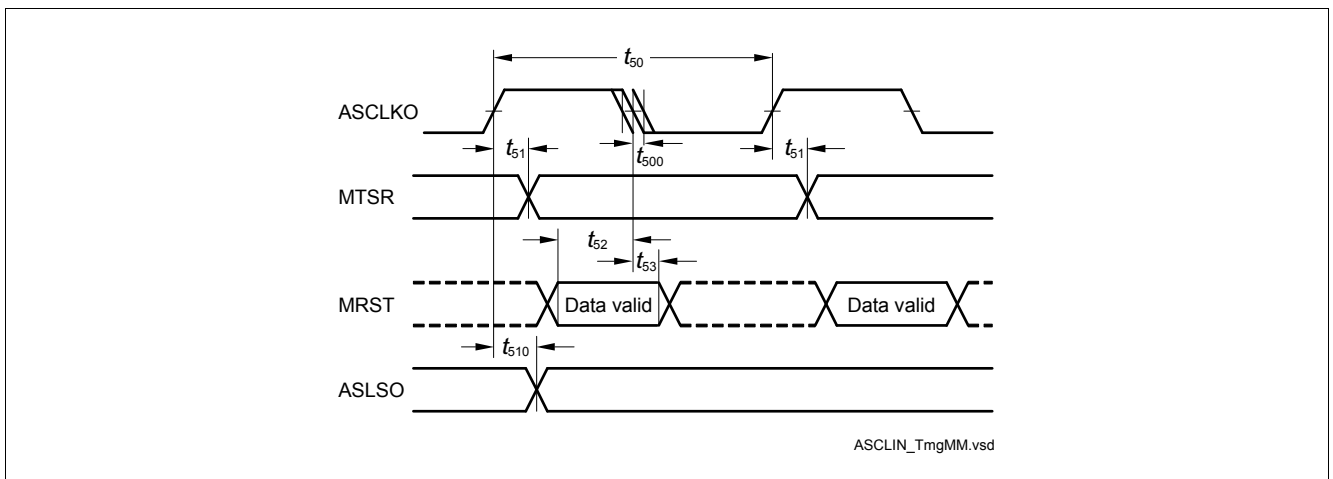 t50
ASCLKO
t51
t500
t51
MTSR
t52
t53
MRST
Data valid
Data valid
t510
ASLSO
ASCLIN_TmgMM.vsd